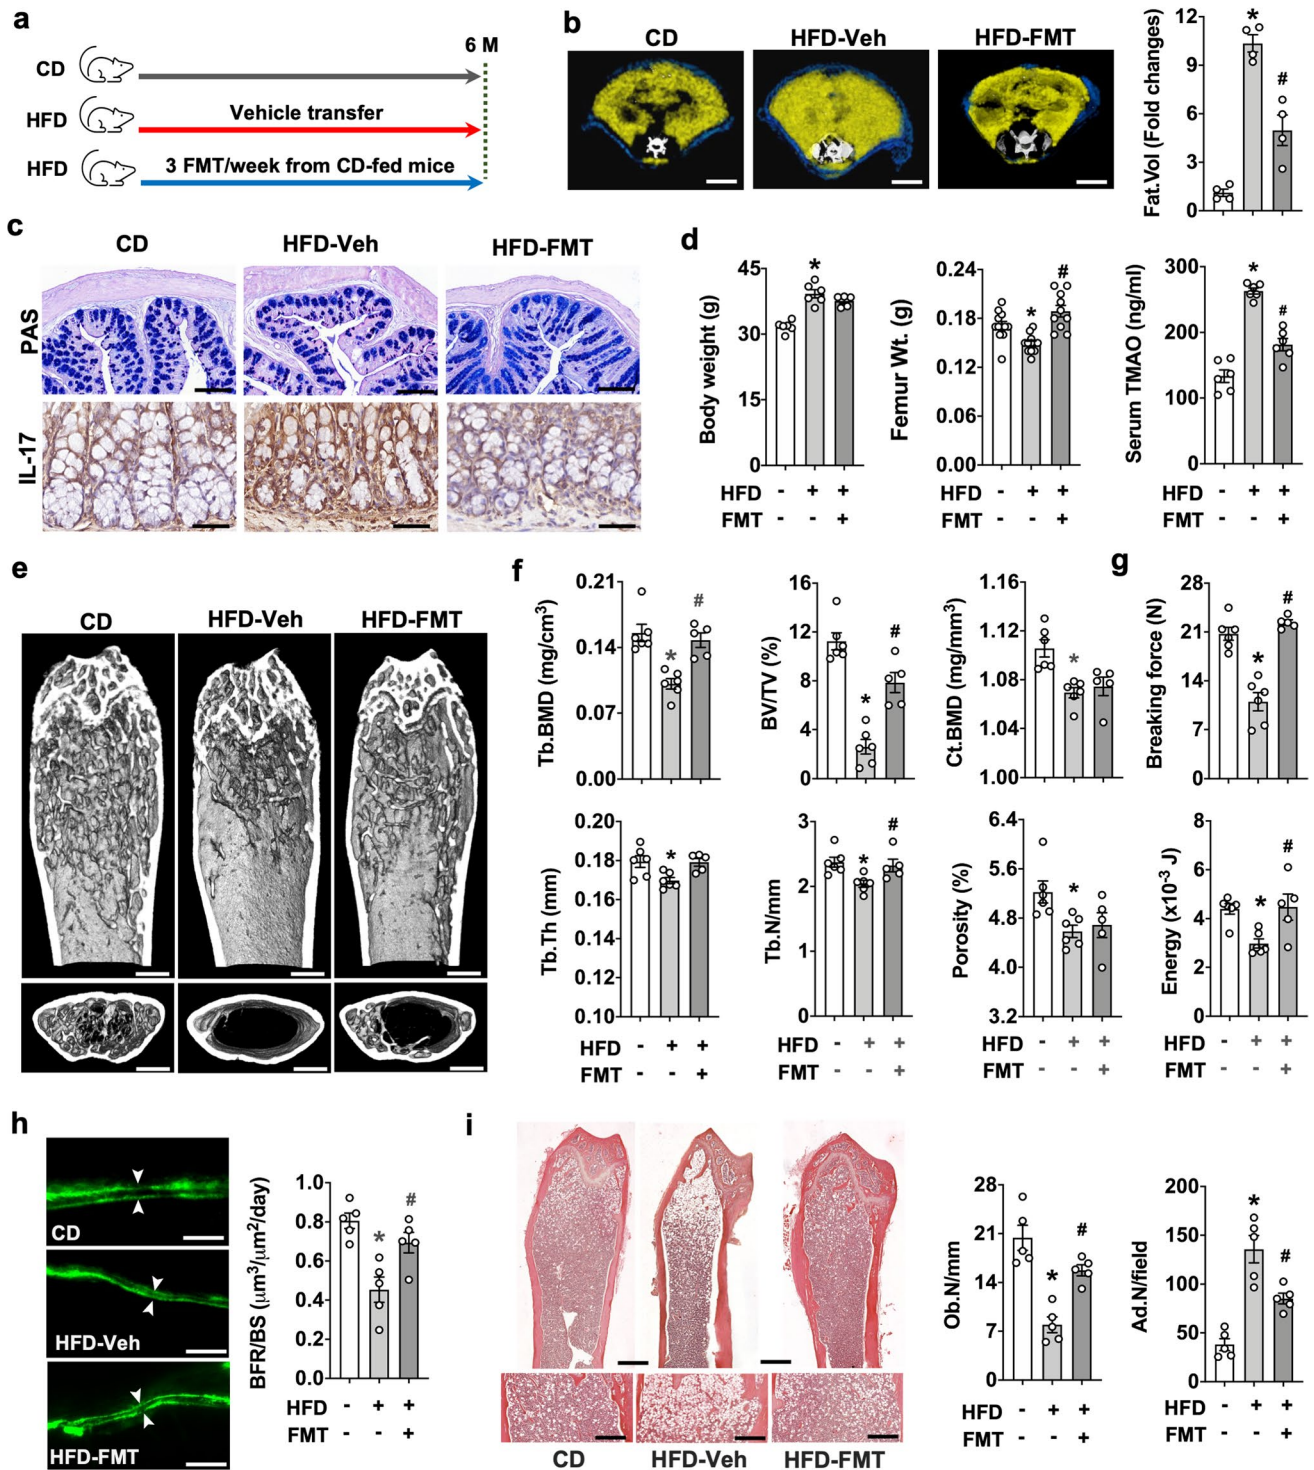 a
6 M
CD
HFD
Vehicle transfer
HFD
3 FMT/week from CD-fed mice
b
CD
HFD-Veh
HFD-FMT
Fat.Vol (Fold changes)
12
9
6
3
0
*
#
c
CD
HFD-Veh
HFD-FMT
PAS
IL-17
d
Body weight (g)
45
30
15
0
*
Femur Wt. (g)
0.24
0.18
0.12
0.06
0.00
*
#
Serum TMAO (ng/ml)
300
200
100
0
*
#
HFD - + + HFD - + + - + +
FMT - - + FMT - - + - - +
e
CD
HFD-Veh
HFD-FMT
f
Tb.BMD (mg/cm³)
0.21
0.14
0.07
0.00
*
#
BV/TV (%)
16
12
8
4
0
*
#
Ct.BMD (mg/mm³)
1.16
1.12
1.08
1.04
1.00
*
g
Breaking force (N)
28
21
14
7
0
*
#
Tb.Th (mm)
0.20
0.18
0.16
0.14
0.12
0.10
*
Tb.N/mm
3
2
1
0
*
#
Porosity (%)
6.4
5.6
4.8
4.0
3.2
*
Energy (x10⁻³ J)
8
6
4
2
0
*
#
HFD - + + HFD - + + HFD - + + HFD - + +
FMT - - + FMT - - + FMT - - + FMT - - +
h
CD
HFD-Veh
HFD-FMT
BFR/BS (μm³/μm²/day)
1.0
0.8
0.6
0.4
0.2
0.0
*
#
HFD - + +
FMT - - +
i
CD
HFD-Veh
HFD-FMT
Ob.N/mm
28
21
14
7
0
*
#
HFD - + +
FMT - - +
Ad.N/field
200
150
100
50
0
*
#
HFD - + +
FMT - - +